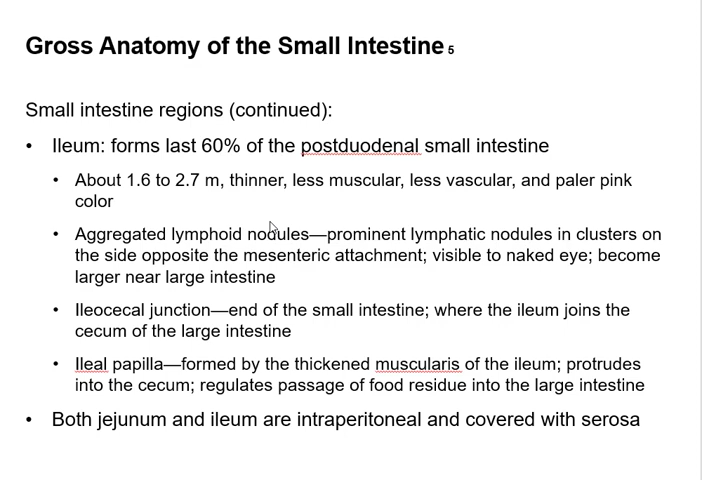 Gross Anatomy of the Small Intestine 5
Small intestine regions (continued):
• Ileum: forms last 60% of the postduodenal small intestine
• About 1.6 to 2.7 m, thinner, less muscular, less vascular, and paler pink
color
• Aggregated lymphoid nodules—prominent lymphatic nodules in clusters on
the side opposite the mesenteric attachment; visible to naked eye; become
larger near large intestine
• Ileocecal junction—end of the small intestine; where the ileum joins the
cecum of the large intestine
• Ileal papilla—formed by the thickened muscularis of the ileum; protrudes
into the cecum; regulates passage of food residue into the large intestine
• Both jejunum and ileum are intraperitoneal and covered with serosa